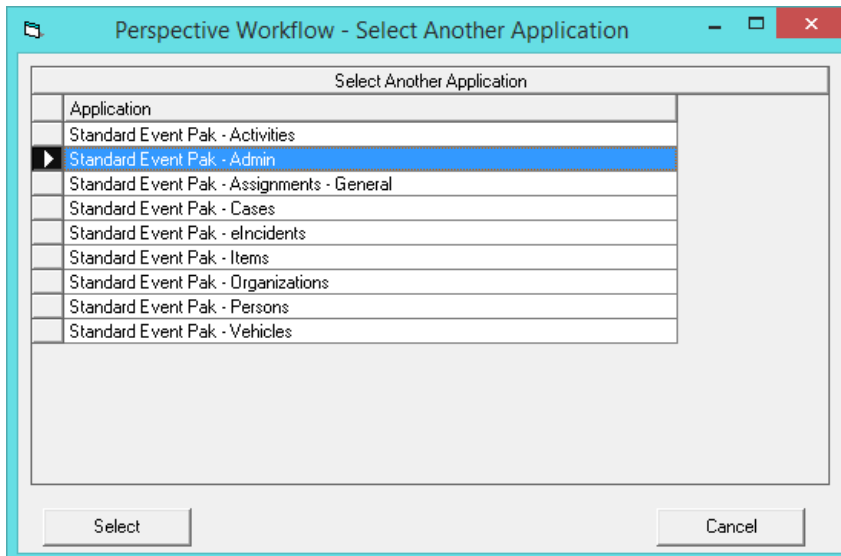 Perspective Workflow - Select Another Application
Select Another Application
Application
Standard Event Pak - Activities
Standard Event Pak - Admin
Standard Event Pak - Assignments - General
Standard Event Pak - Cases
Standard Event Pak - eIncidents
Standard Event Pak - Items
Standard Event Pak - Organizations
Standard Event Pak - Persons
Standard Event Pak - Vehicles
Select Cancel